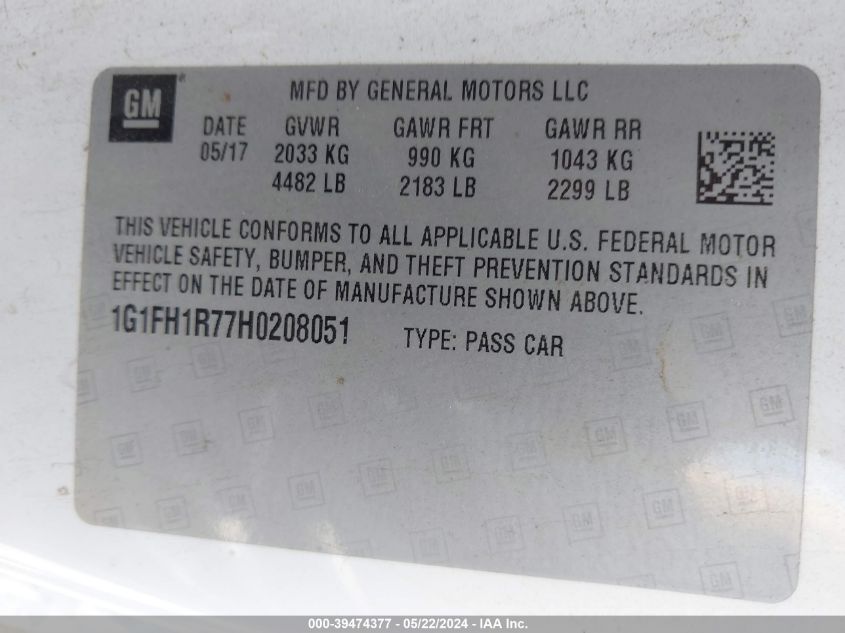 GM ® MFD BY GENERAL MOTORS LLC
DATE GVWR GAWR FRT GAWR RR
05/17 2033 KG 990 KG 1043 KG
4482 LB 2183 LB 2299 LB
THIS VEHICLE CONFORMS TO ALL APPLICABLE U.S. FEDERAL MOTOR
VEHICLE SAFETY, BUMPER, AND THEFT PREVENTION STANDARDS IN
EFFECT ON THE DATE OF MANUFACTURE SHOWN ABOVE.
1G1FH1R77H0208051 TYPE: PASS CAR
000-39474377 - 05/22/2024 - IAA Inc.